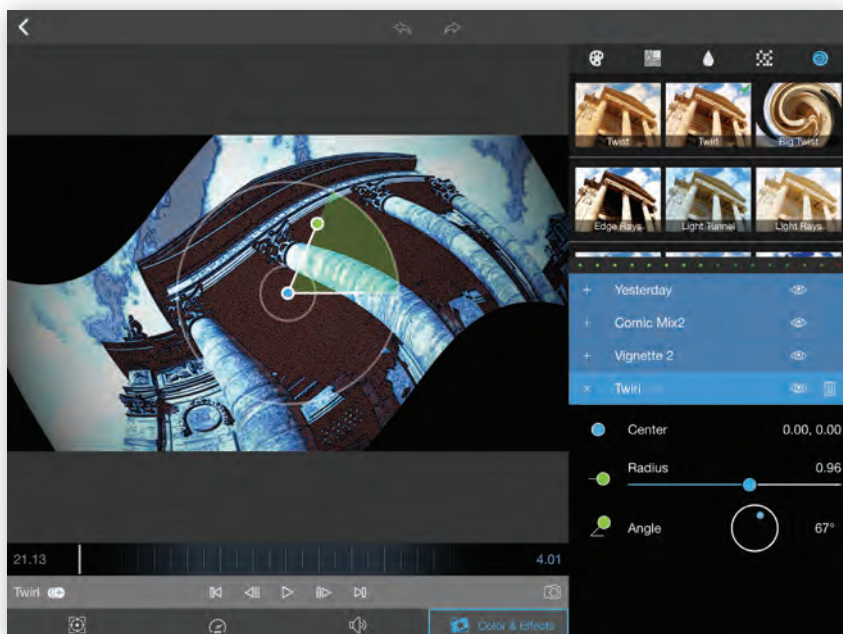 Twist Twirl Big Twist
Edge Rays Light Tunnel Light Rays
+ Yesterday
+ Comic Mix2
+ Vignette 2
× Twirl
Center 0.00, 0.00
Radius 0.96
Angle 67°
21.13 4.01
Twirl
Color & Effects